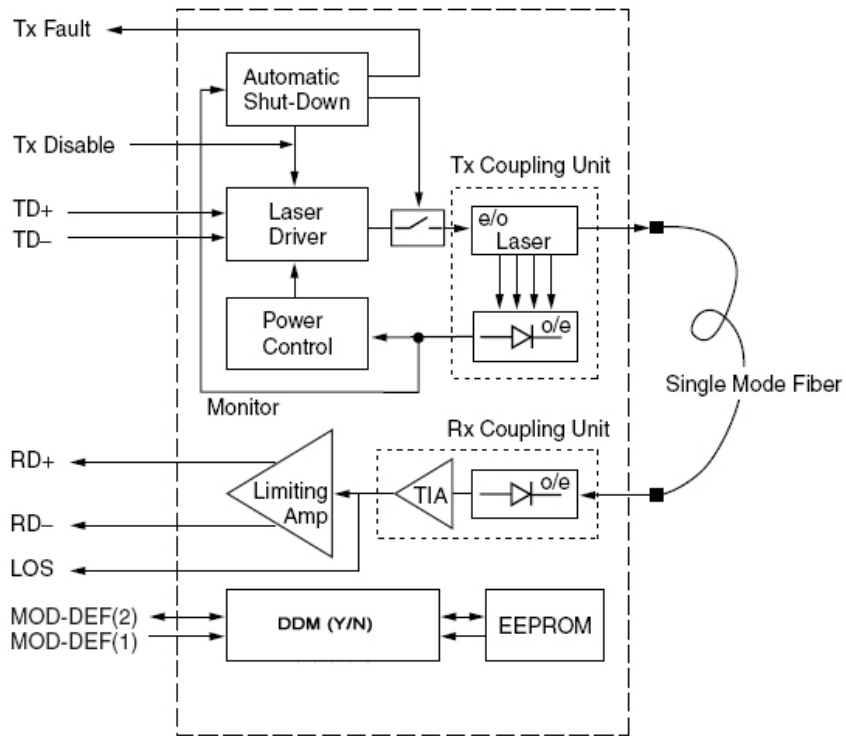 Tx Fault
Automatic
Shut-Down
Tx Disable
Tx Coupling Unit
TD+
TD–
Laser
Driver
e/o
Laser
Power
Control
o/e
Single Mode Fiber
Monitor
Rx Coupling Unit
RD+
RD–
Limiting
Amp
TIA
o/e
LOS
MOD-DEF(2)
MOD-DEF(1)
DDM (Y/N)
EEPROM